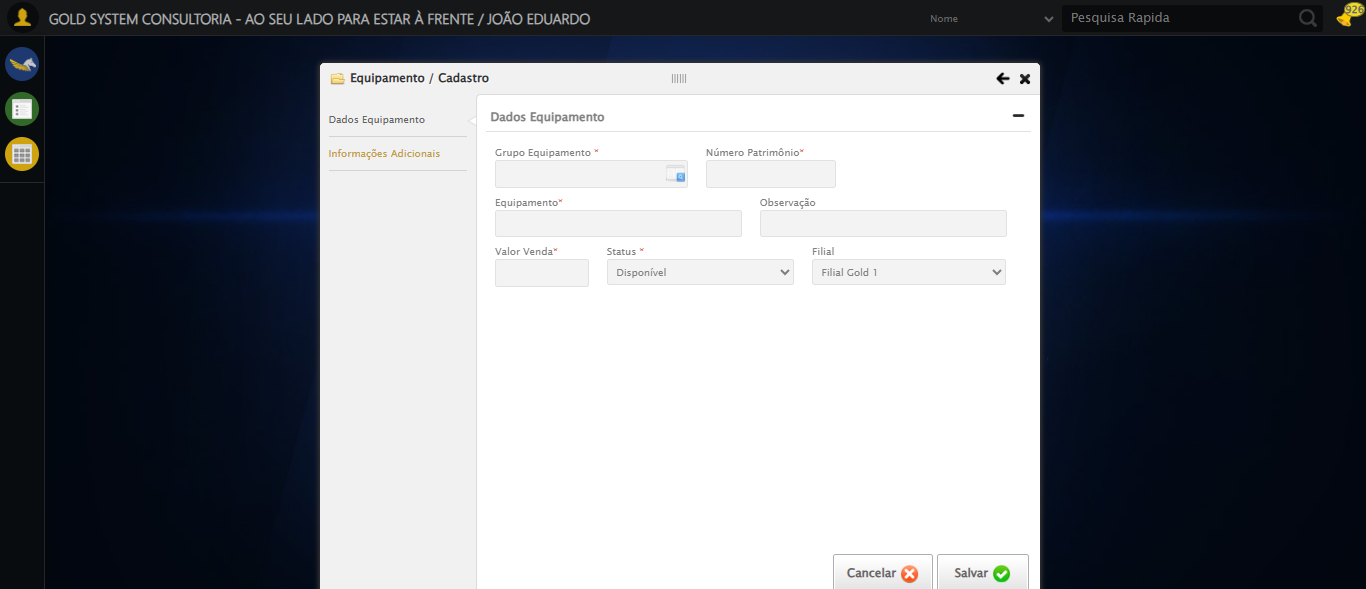 GOLD SYSTEM CONSULTORIA - AO SEU LADO PARA ESTAR À FRENTE / JOÃO EDUARDO
Nome
Pesquisa Rapida
926
Equipamento / Cadastro
Dados Equipamento
Informações Adicionais
Dados Equipamento
Grupo Equipamento * Número Patrimônio*
Equipamento* Observação
Valor Venda* Status * Filial
Disponível Filial Gold 1
Cancelar Salvar